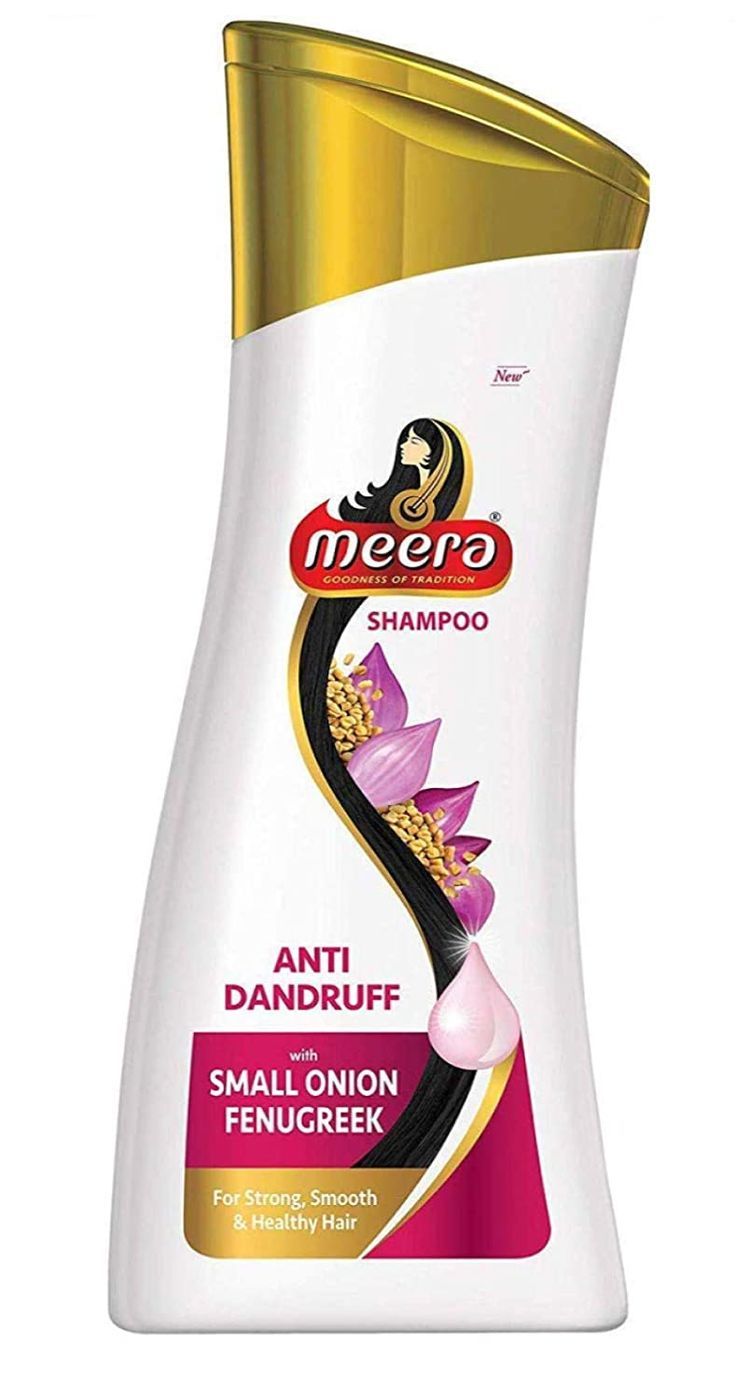 New
meera®
GOODNESS OF TRADITION
SHAMPOO
ANTI
DANDRUFF
with
SMALL ONION
FENUGREEK
For Strong, Smooth
& Healthy Hair